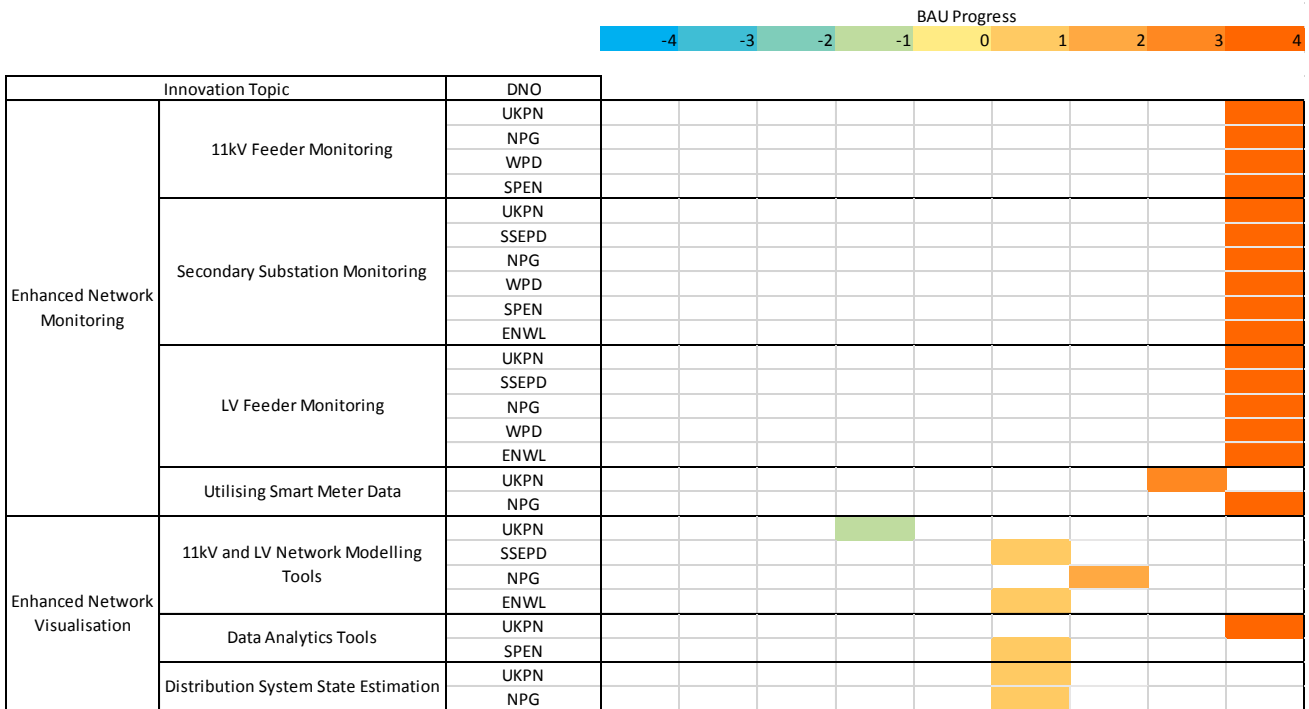 BAU Progress
-4 -3 -2 -1 0 1 2 3 4
Innovation Topic DNO
Enhanced Network
Monitoring
11kV Feeder Monitoring
UKPN
NPG
WPD
SPEN
Secondary Substation Monitoring
UKPN
SSEPD
NPG
WPD
SPEN
ENWL
LV Feeder Monitoring
UKPN
SSEPD
NPG
WPD
ENWL
Utilising Smart Meter Data
UKPN
NPG
Enhanced Network
Visualisation
11kV and LV Network Modelling
Tools
UKPN
SSEPD
NPG
ENWL
Data Analytics Tools
UKPN
SPEN
Distribution System State Estimation
UKPN
NPG